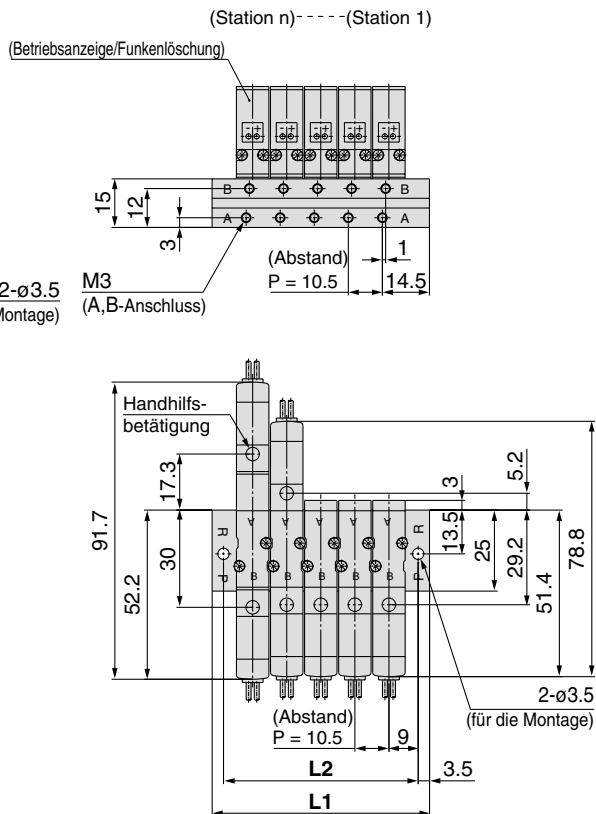 (Station n)-----(Station 1)
(Betriebsanzeige/Funkenlöschung)
- +
- +
- +
- +
- +
B B
A A
15
12
3
(Abstand)
P = 10.5
1
14.5
2-ø3.5
Montage)
M3
(A,B-Anschluss)
Handhilfs-
betätigung
17.3
91.7
30
52.2
R
P
A A A A A
B B B B B
R
P
3
5.2
13.5
25
29.2
51.4
78.8
2-ø3.5
(für die Montage)
(Abstand)
P = 10.5
9
L2
3.5
L1